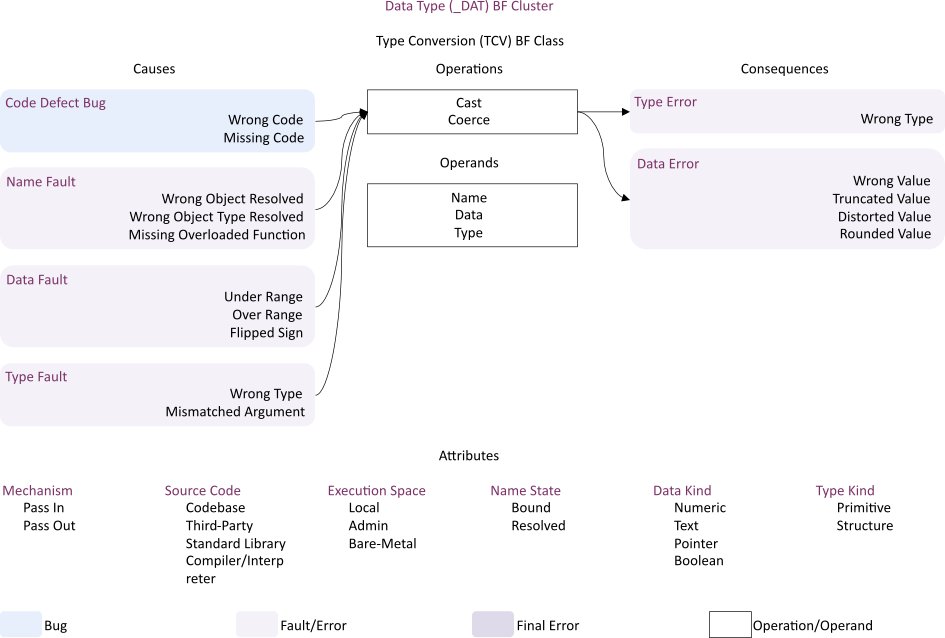 Data Type (_DAT) BF Cluster
Type Conversion (TCV) BF Class
Causes
Operations
Consequences
Code Defect Bug
Wrong Code
Missing Code
Name Fault
Wrong Object Resolved
Wrong Object Type Resolved
Missing Overloaded Function
Data Fault
Under Range
Over Range
Flipped Sign
Type Fault
Wrong Type
Mismatched Argument
Cast
Coerce
Operands
Name
Data
Type
Type Error
Wrong Type
Data Error
Wrong Value
Truncated Value
Distorted Value
Rounded Value
Attributes
Mechanism
Pass In
Pass Out
Source Code
Codebase
Third-Party
Standard Library
Compiler/Interp
reter
Execution Space
Local
Admin
Bare-Metal
Name State
Bound
Resolved
Data Kind
Numeric
Text
Pointer
Boolean
Type Kind
Primitive
Structure
Bug
Fault/Error
Final Error
Operation/Operand